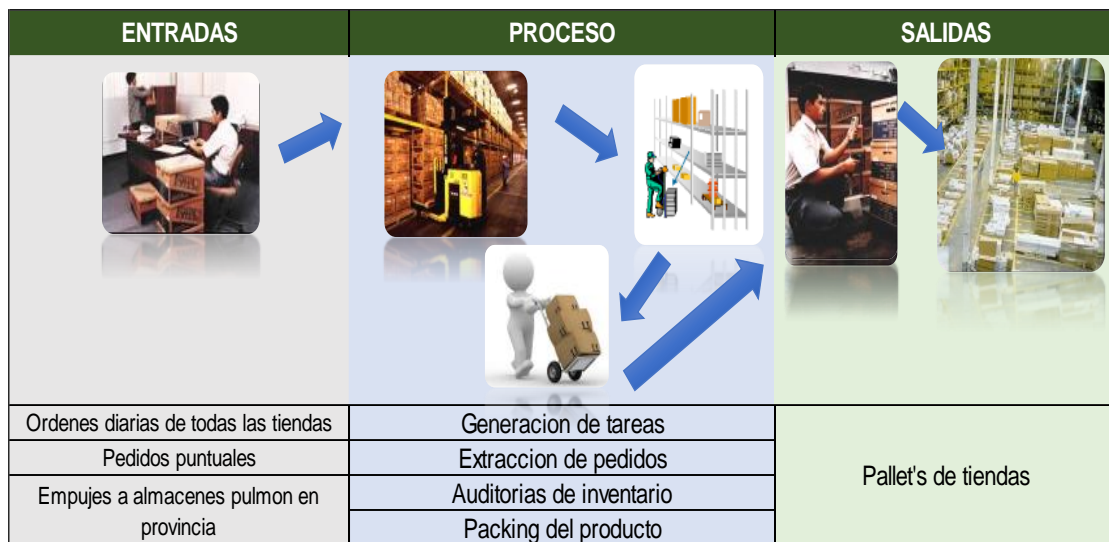 ENTRADAS
PROCESO
SALIDAS
Ordenes diarias de todas las tiendas
Pedidos puntuales
Empujes a almacenes pulmon en
provincia
Generacion de tareas
Extraccion de pedidos
Auditorias de inventario
Packing del producto
Pallet's de tiendas